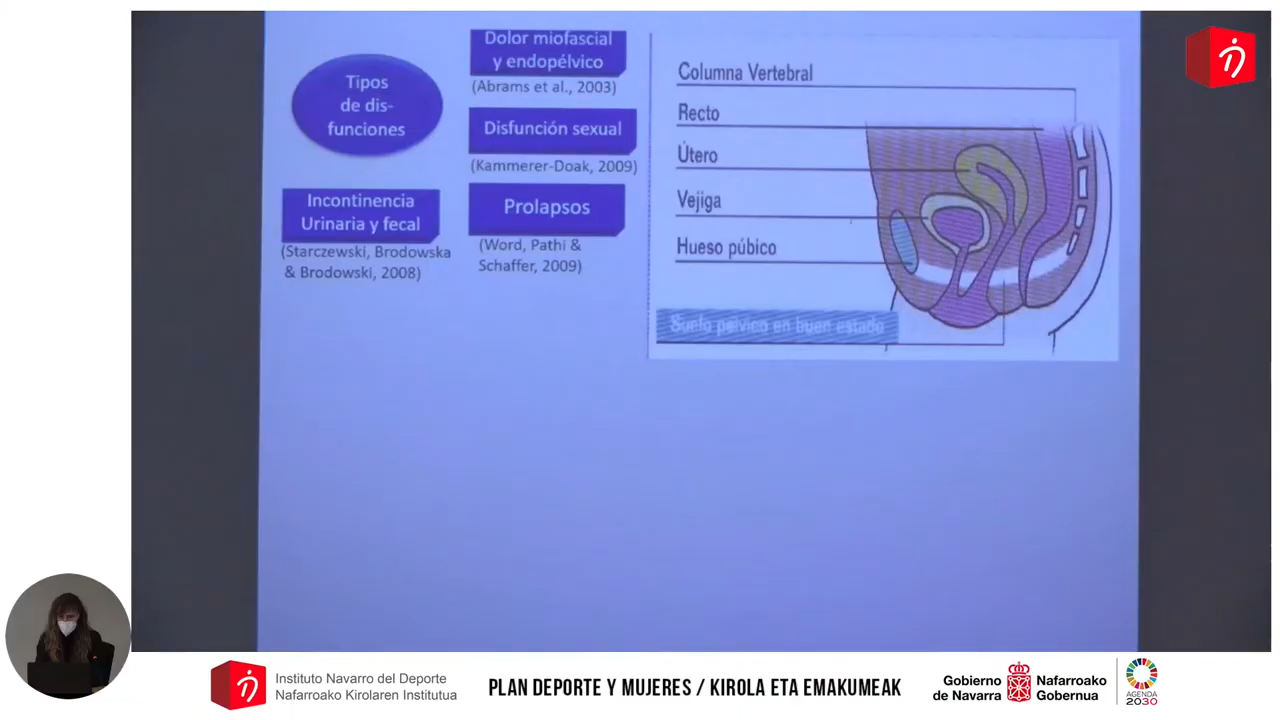 Tipos
de dis-
funciones
Dolor miofascial
y endopélvico
(Abrams et al., 2003)
Disfunción sexual
(Kammerer-Doak, 2009)
Incontinencia
Urinaria y fecal
(Starczewski, Brodowska
& Brodowski, 2008)
Prolapsos
(Word, Pathi &
Schaffer, 2009)
Columna Vertebral
Recto
Útero
Vejiga
Hueso púbico
Suelo pélvico en buen estado
Instituto Navarro del Deporte
Nafarroako Kirolaren Institutua
PLAN DEPORTE Y MUJERES / KIROLA ETA EMAKUMEAK
Gobierno
de Navarra
Nafarroako
Gobernua
AGENDA
2030